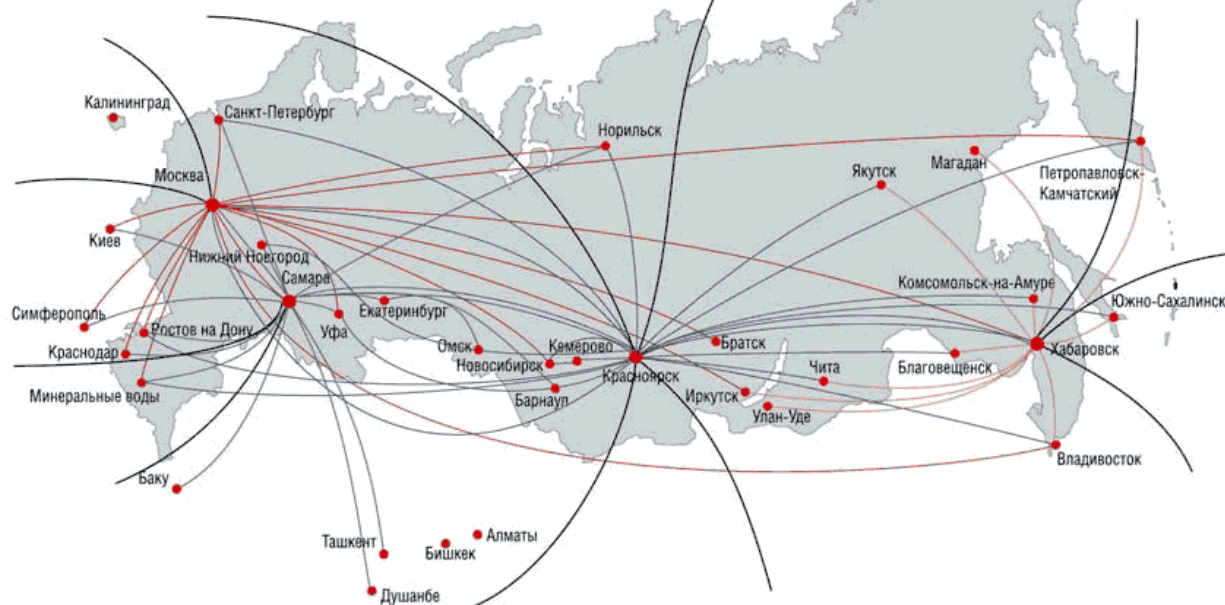 Калининград
Санкт-Петербург
Норильск
Москва
Якутск
Магадан
Петропавловск-
Камчатский
Киев
Нижний Новгород
Самара
Екатеринбург
Комсомольск-на-Амуре
Южно-Сахалинск
Симферополь
Ростов на Дону
Уфа
Краснодар
Омск
Новосибирск
Кемерово
Красноярск
Братск
Чита
Благовещенск
Хабаровск
Минеральные воды
Барнаул
Иркутск
Улан-Уде
Владивосток
Баку
Ташкент
Бишкек
Алматы
Душанбе